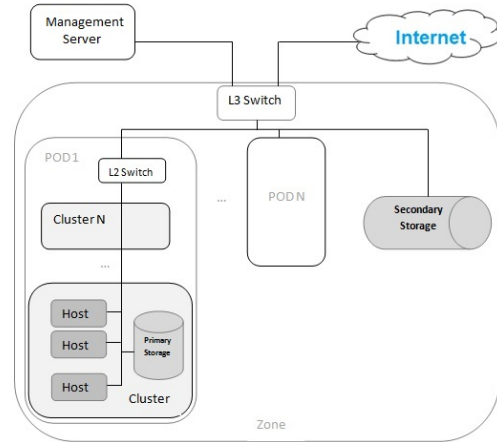 Management
Server
Internet
L3 Switch
POD1
L2 Switch
...
PODN
Cluster N
Secondary
Storage
...
Host
Host
Primary
Storage
Host
Cluster
Zone